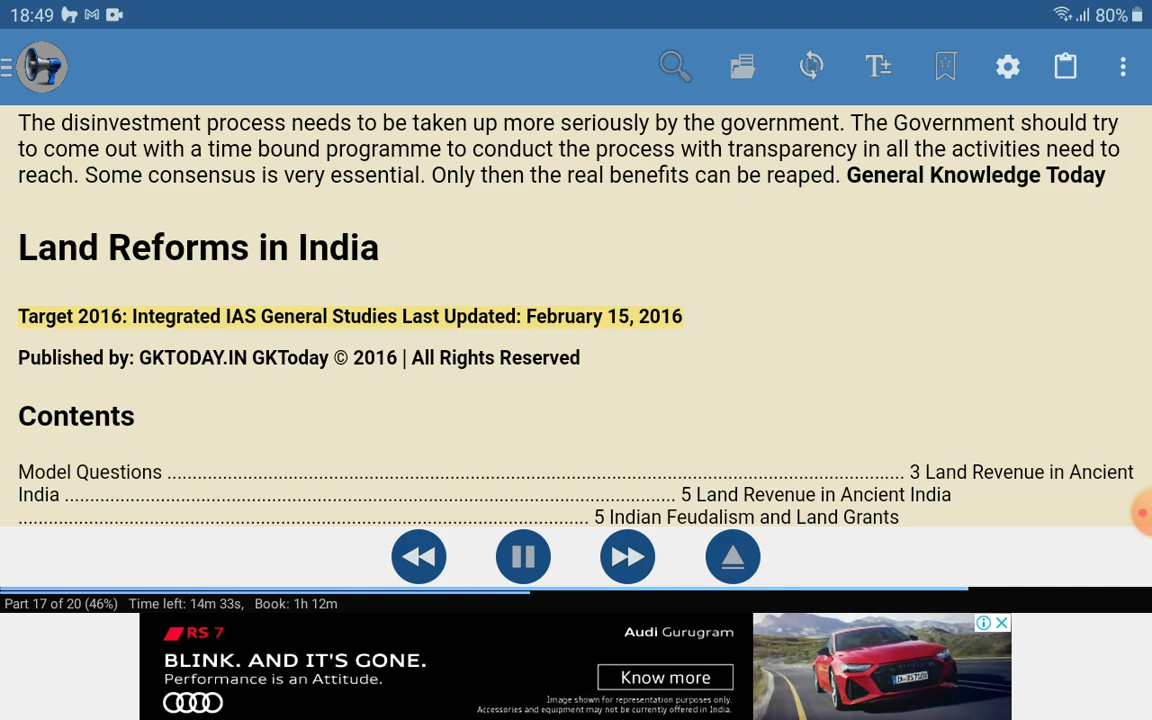 18:49
80%
T±
The disinvestment process needs to be taken up more seriously by the government. The Government should try
to come out with a time bound programme to conduct the process with transparency in all the activities need to
reach. Some consensus is very essential. Only then the real benefits can be reaped. General Knowledge Today
Land Reforms in India
Target 2016: Integrated IAS General Studies Last Updated: February 15, 2016
Published by: GKTODAY.IN GKToday © 2016 | All Rights Reserved
Contents
Model Questions .................................................................................................................................................. 3 Land Revenue in Ancient
India ......................................................................................................................... 5 Land Revenue in Ancient India
................................................................................................................. 5 Indian Feudalism and Land Grants
Part 17 of 20 (46%) Time left: 14m 33s, Book: 1h 12m
RS 7
Audi Gurugram
BLINK. AND IT'S GONE.
Performance is an Attitude.
Know more
Image shown for representation purposes only.
Accessories and equipment may not be currently offered in India.